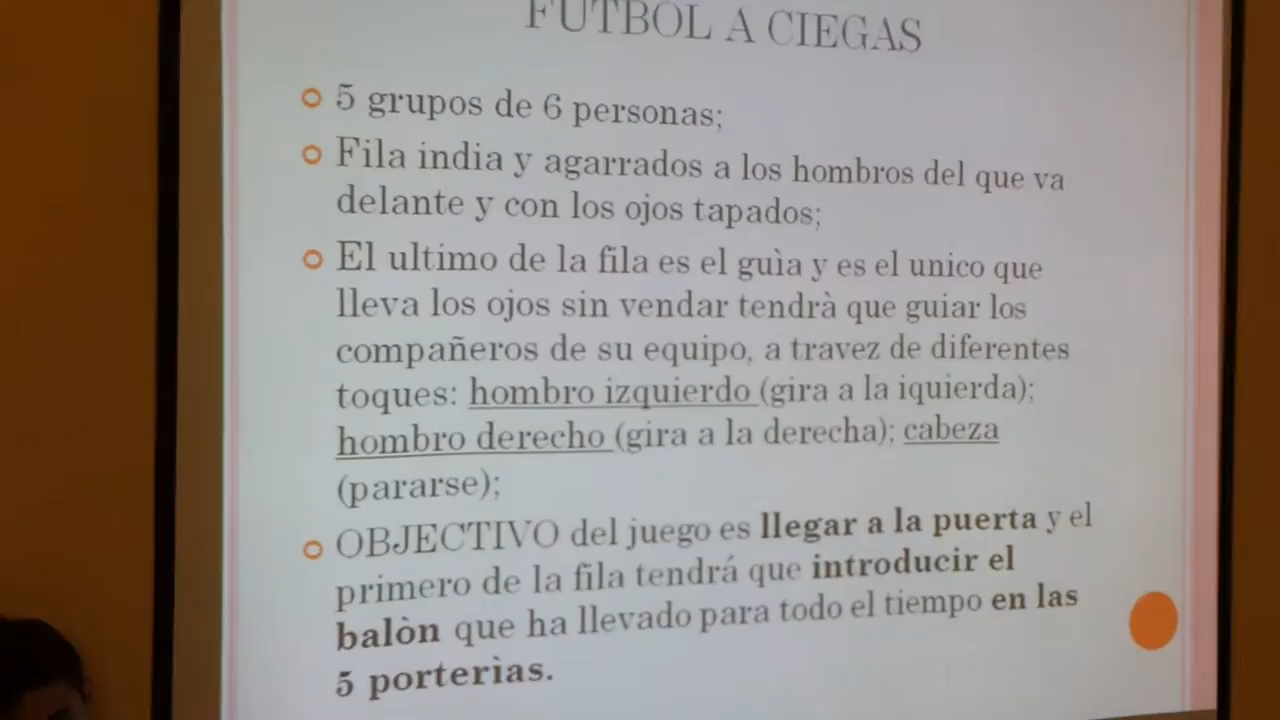 FUTBOL A CIEGAS
5 grupos de 6 personas;
Fila india y agarrados a los hombros del que va
delante y con los ojos tapados;
El ultimo de la fila es el guìa y es el unico que
lleva los ojos sin vendar tendrà que guiar los
compañeros de su equipo, a travez de diferentes
toques: hombro izquierdo (gira a la iquierda);
hombro derecho (gira a la derecha); cabeza
(pararse);
OBJECTIVO del juego es llegar a la puerta y el
primero de la fila tendrá que introducir el
balòn que ha llevado para todo el tiempo en las
5 porterìas.